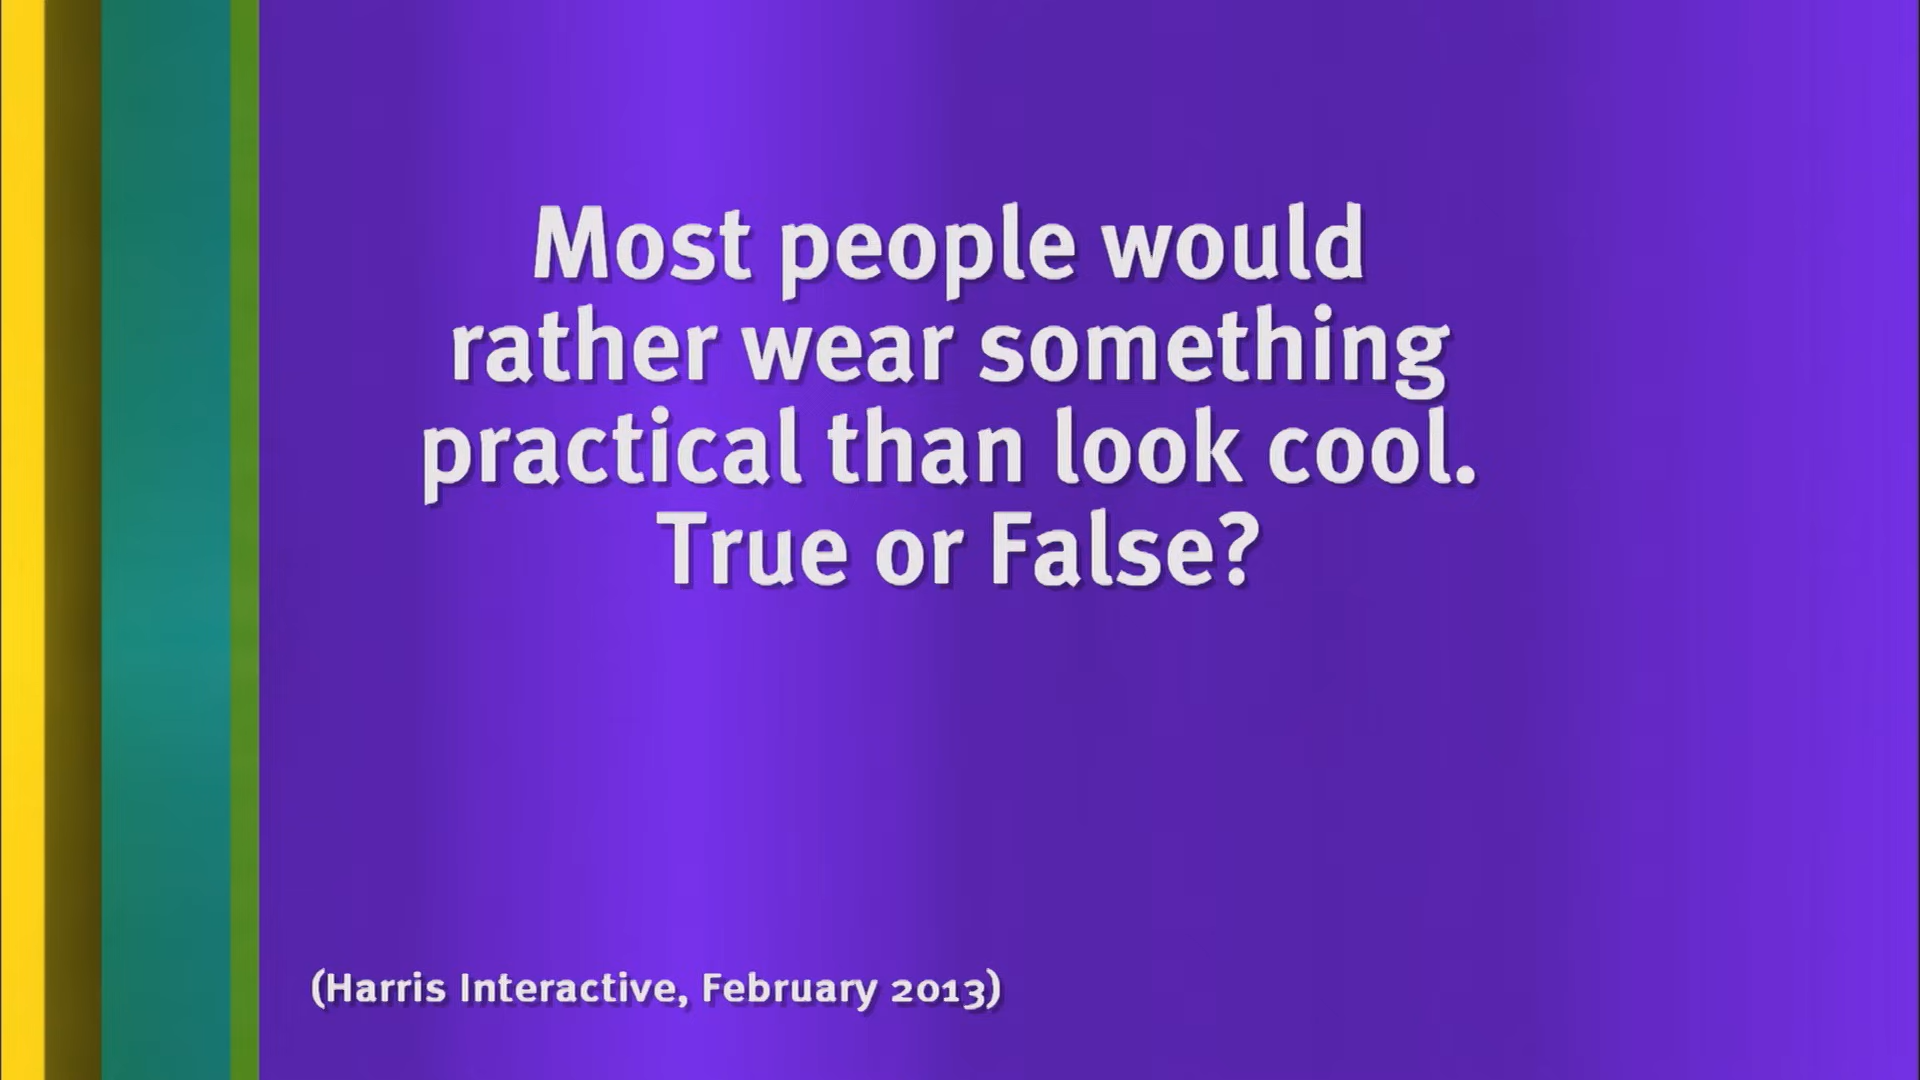 Most people would
rather wear something
practical than look cool.
True or False?
(Harris Interactive, February 2013)